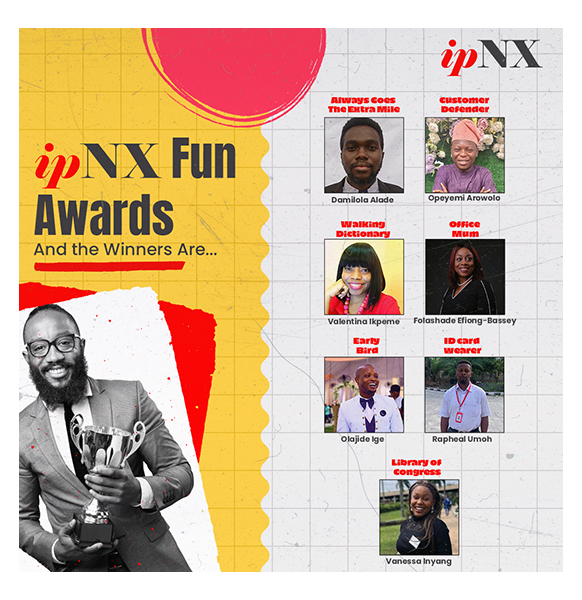 ipNX
ipNX Fun
Awards
And the Winners Are...
Always Goes
The Extra Mile
Damilola Alade
Customer
Defender
Opeyemi Arowolo
Walking
Dictionary
Valentina Ikpeme
Office
Mum
Folashade Efiong-Bassey
Early
Bird
Olajide Ige
ID card
wearer
Rapheal Umoh
Library of
Congress
Vanessa Inyang